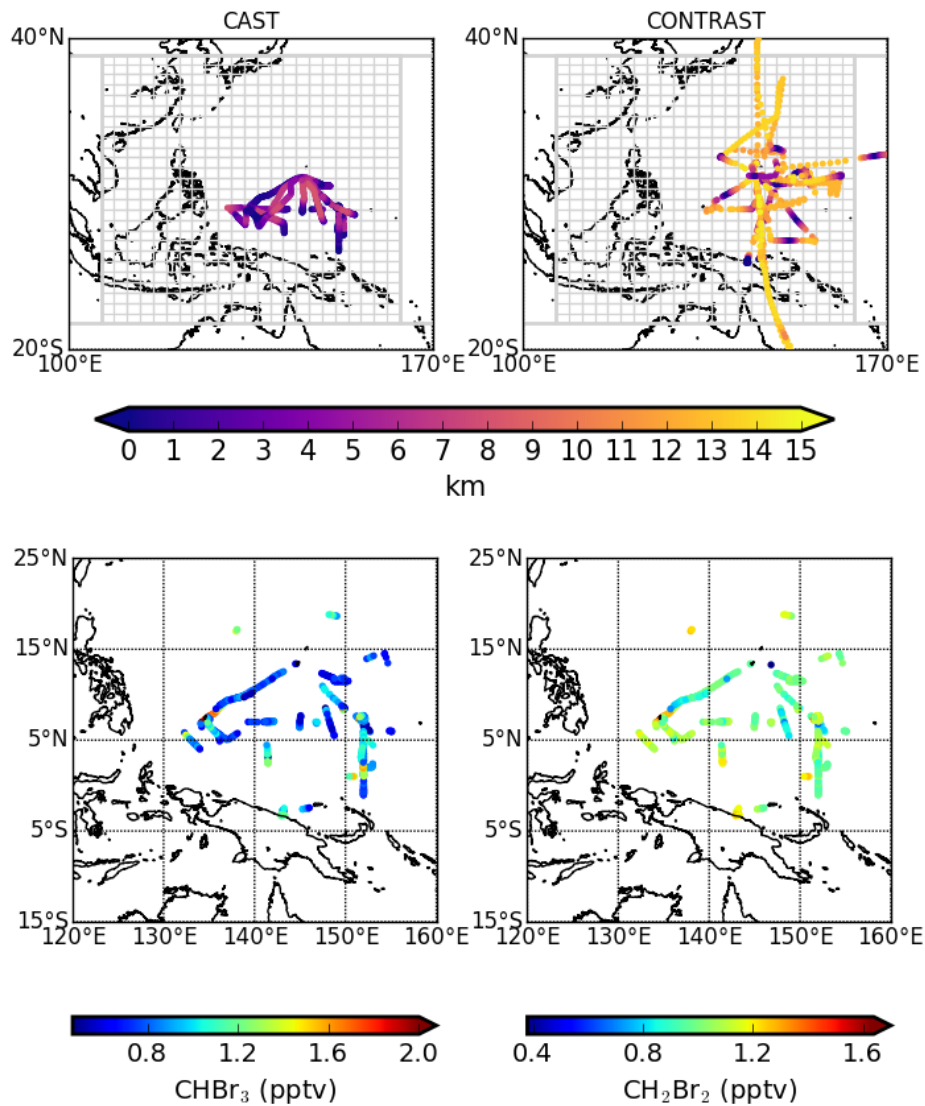 CAST CONTRAST
40°N
20°S
100°E 170°E 100°E 170°E
0 1 2 3 4 5 6 7 8 9 10 11 12 13 14 15
km
25°N 25°N
15°N 15°N
5°N 5°N
5°S 5°S
15°S 15°S
120°E 130°E 140°E 150°E 160°E 120°E 130°E 140°E 150°E 160°E
0.8 1.2 1.6 2.0 0.4 0.8 1.2 1.6
CHBr₃ (pptv) CH₂Br₂ (pptv)